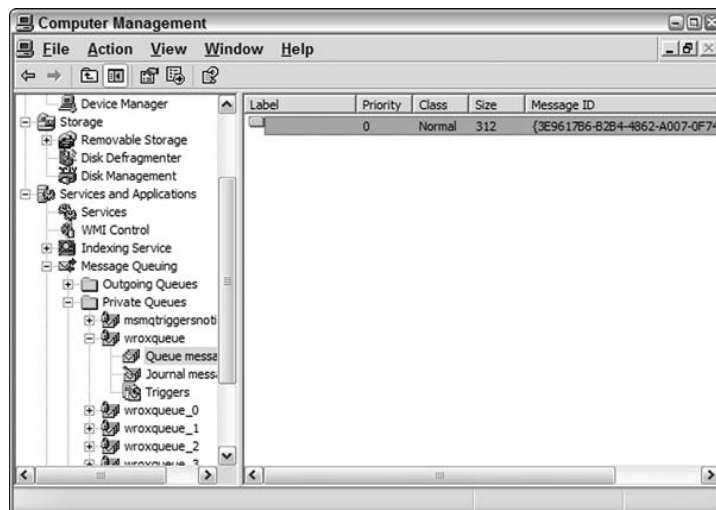 Computer Management
File Action View Window Help
Device Manager
Storage
Removable Storage
Disk Defragmenter
Disk Management
Services and Applications
Services
WMI Control
Indexing Service
Message Queuing
Outgoing Queues
Private Queues
msmqtriggersnoti
wroxqueue
Queue messa
Journal mess
Triggers
wroxqueue_0
wroxqueue_1
wroxqueue_2
wroxqueue_3
Label Priority Class Size Message ID
0 Normal 312 {3E9617B6-B2B4-4862-A007-0F74